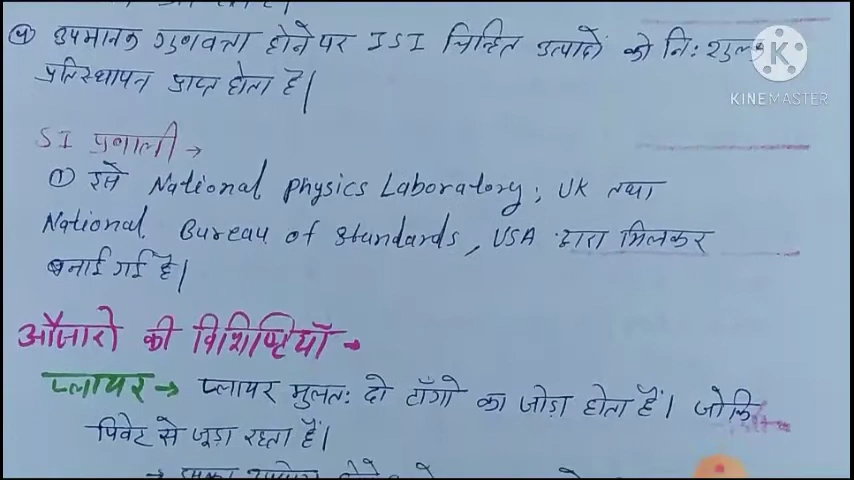 ④ उपमानक गुणवत्ता होने पर ISI चिन्हित उत्पादों को नि: शुल्क
प्रतिस्थापन प्राप्त होता है|
SI प्रणाली →
① इसे National Physics Laboratory, UK तथा
National Bureau of Standards, USA द्वारा मिलकर
बनाई गई है|
औजारो की विशिष्टियाँ →
प्लायर → प्लायर मुलत: दो टाँगो का जोड़ा होता हैं| जोकि
पिवेट से जूड़ा रहता हैं|
KINEMASTER